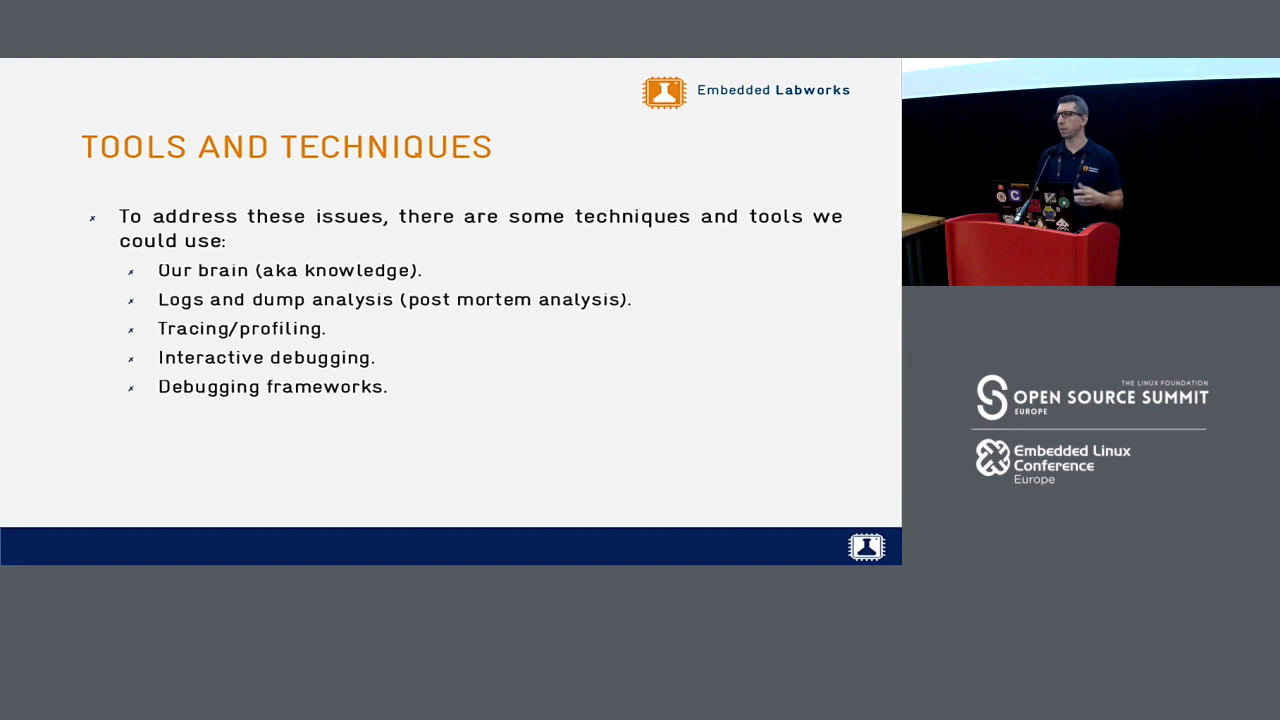 Embedded Labworks
TOOLS AND TECHNIQUES
To address these issues, there are some techniques and tools we
could use:
Our brain (aka knowledge).
Logs and dump analysis (post mortem analysis).
Tracing/profiling.
Interactive debugging.
Debugging frameworks.
THE LINUX FOUNDATION
OPEN SOURCE SUMMIT
EUROPE
Embedded Linux
Conference
Europe